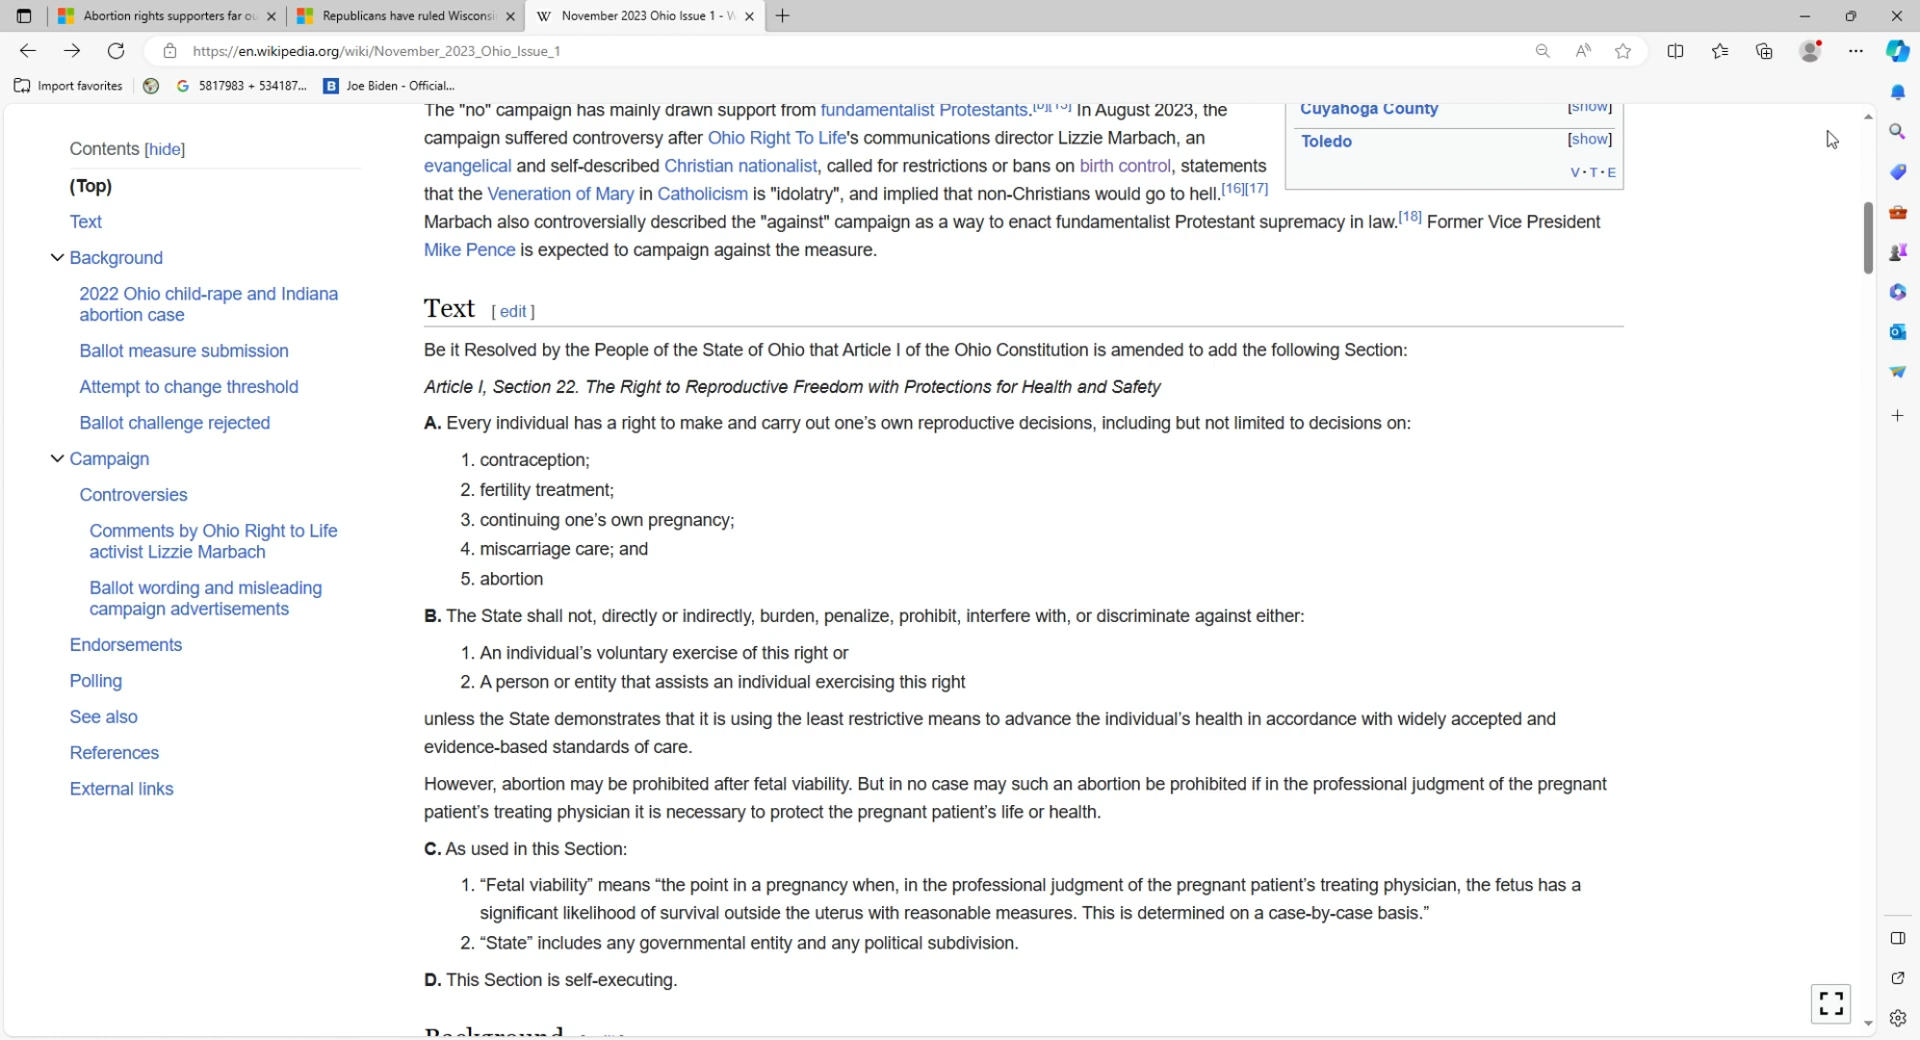 Abortion rights supporters far ou
Republicans have ruled Wisconsi
W November 2023 Ohio Issue 1 - W
https://en.wikipedia.org/wiki/November_2023_Ohio_Issue_1
Import favorites
G 5817983 + 534187...
B Joe Biden - Official...
Contents [hide]
(Top)
Text
Background
2022 Ohio child-rape and Indiana
abortion case
Ballot measure submission
Attempt to change threshold
Ballot challenge rejected
Campaign
Controversies
Comments by Ohio Right to Life
activist Lizzie Marbach
Ballot wording and misleading
campaign advertisements
Endorsements
Polling
See also
References
External links
The "no" campaign has mainly drawn support from fundamentalist Protestants. In August 2023, the
campaign suffered controversy after Ohio Right To Life's communications director Lizzie Marbach, an
evangelical and self-described Christian nationalist, called for restrictions or bans on birth control, statements
that the Veneration of Mary in Catholicism is "idolatry", and implied that non-Christians would go to hell.[16][17]
Marbach also controversially described the "against" campaign as a way to enact fundamentalist Protestant supremacy in law.[18] Former Vice President
Mike Pence is expected to campaign against the measure.
Cuyahoga County [show]
Toledo [show]
V·T·E
Text [ edit ]
Be it Resolved by the People of the State of Ohio that Article I of the Ohio Constitution is amended to add the following Section:
Article I, Section 22. The Right to Reproductive Freedom with Protections for Health and Safety
A. Every individual has a right to make and carry out one’s own reproductive decisions, including but not limited to decisions on:
1. contraception;
2. fertility treatment;
3. continuing one’s own pregnancy;
4. miscarriage care; and
5. abortion
B. The State shall not, directly or indirectly, burden, penalize, prohibit, interfere with, or discriminate against either:
1. An individual’s voluntary exercise of this right or
2. A person or entity that assists an individual exercising this right
unless the State demonstrates that it is using the least restrictive means to advance the individual’s health in accordance with widely accepted and
evidence-based standards of care.
However, abortion may be prohibited after fetal viability. But in no case may such an abortion be prohibited if in the professional judgment of the pregnant
patient’s treating physician it is necessary to protect the pregnant patient’s life or health.
C. As used in this Section:
1. “Fetal viability” means “the point in a pregnancy when, in the professional judgment of the pregnant patient’s treating physician, the fetus has a
significant likelihood of survival outside the uterus with reasonable measures. This is determined on a case-by-case basis.”
2. “State” includes any governmental entity and any political subdivision.
D. This Section is self-executing.
Background